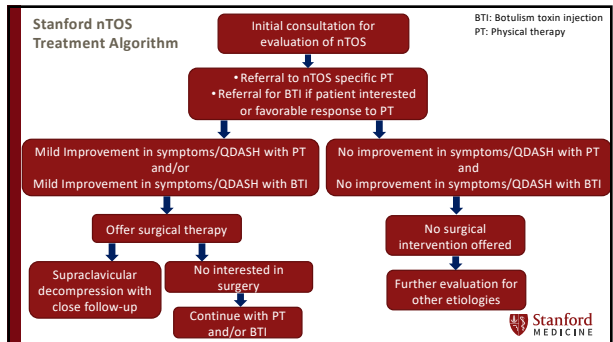 Stanford nTOS
Treatment Algorithm
Initial consultation for
evaluation of nTOS
BTI: Botulism toxin injection
PT: Physical therapy
• Referral to nTOS specific PT
• Referral for BTI if patient interested
or favorable response to PT
Mild Improvement in symptoms/QDASH with PT
and/or
Mild Improvement in symptoms/QDASH with BTI
No improvement in symptoms/QDASH with PT
and
No improvement in symptoms/QDASH with BTI
Offer surgical therapy
No surgical
intervention offered
Supraclavicular
decompression with
close follow-up
No interested in
surgery
Further evaluation for
other etiologies
Continue with PT
and/or BTI
Stanford
MEDICINE